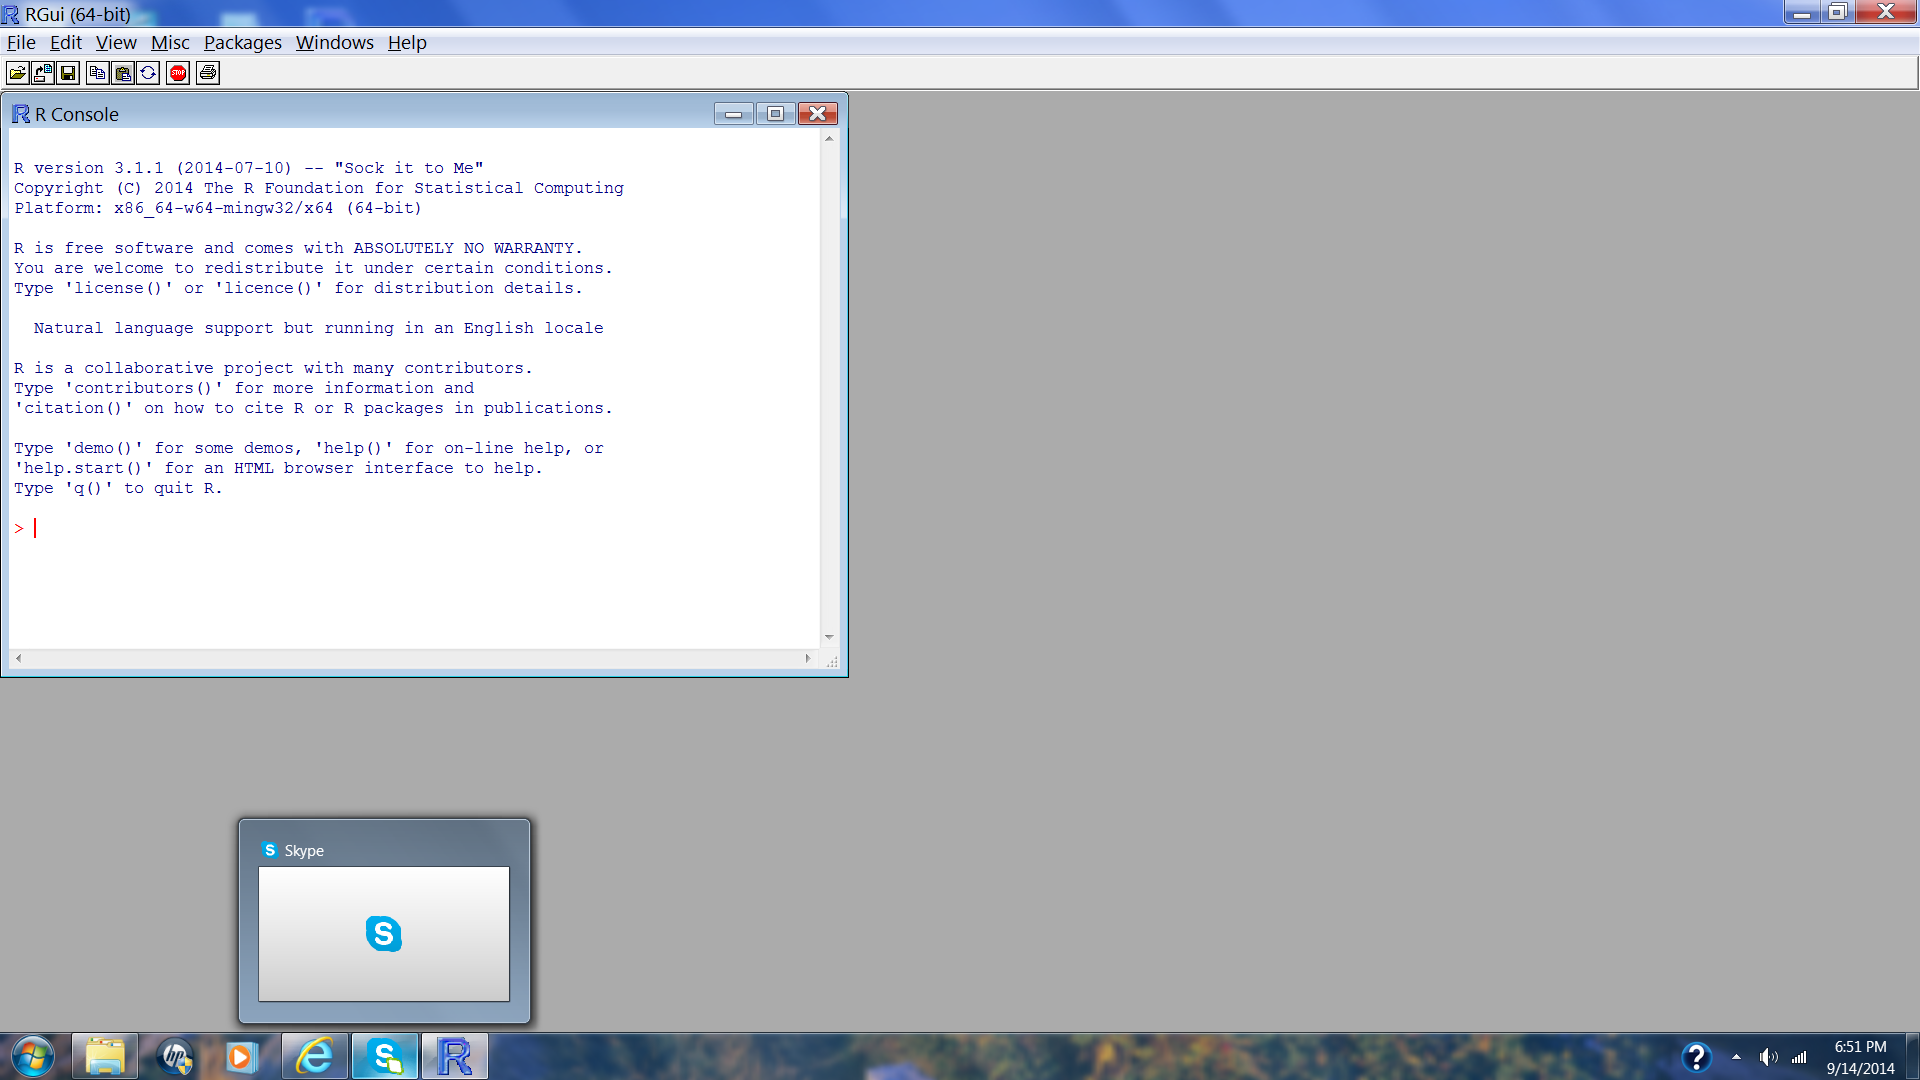 RGui (64-bit)
File Edit View Misc Packages Windows Help
STOP
R Console
R version 3.1.1 (2014-07-10) -- "Sock it to Me"
Copyright (C) 2014 The R Foundation for Statistical Computing
Platform: x86_64-w64-mingw32/x64 (64-bit)
R is free software and comes with ABSOLUTELY NO WARRANTY.
You are welcome to redistribute it under certain conditions.
Type 'license()' or 'licence()' for distribution details.
Natural language support but running in an English locale
R is a collaborative project with many contributors.
Type 'contributors()' for more information and
'citation()' on how to cite R or R packages in publications.
Type 'demo()' for some demos, 'help()' for on-line help, or
'help.start()' for an HTML browser interface to help.
Type 'q()' to quit R.
>
Skype
6:51 PM
9/14/2014